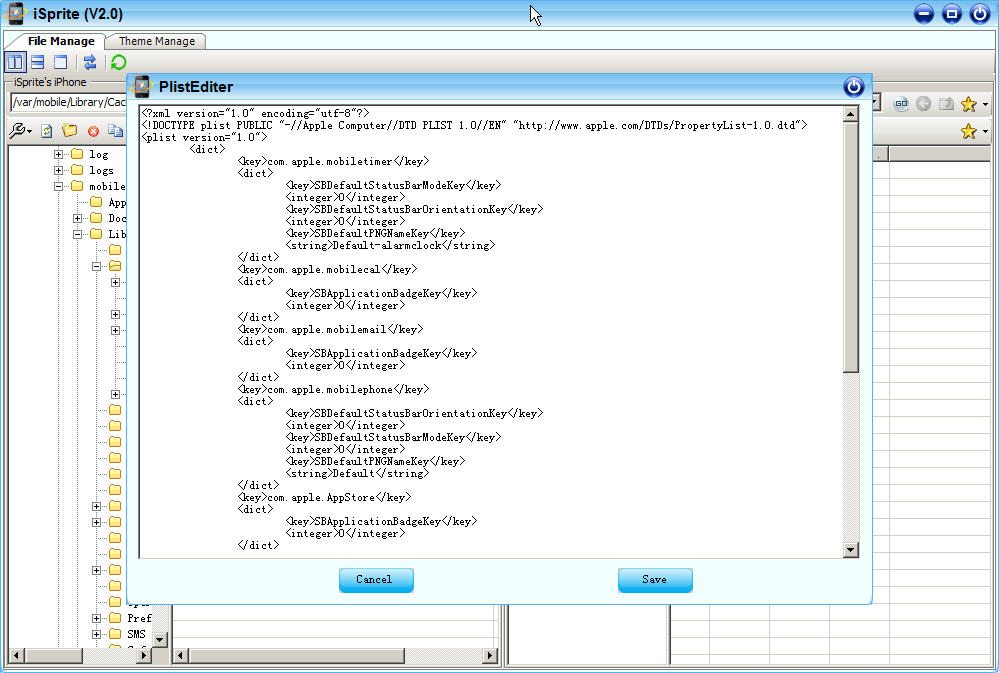 iSprite (V2.0)
File Manage
Theme Manage
iSprite's iPhone
/var/mobile/Library/Cac
GO
log
logs
mobile
App
Doc
Lib
Pref
SMS
PlistEditer
<?xml version="1.0" encoding="utf-8"?>
<!DOCTYPE plist PUBLIC "-//Apple Computer//DTD PLIST 1.0//EN" "http://www.apple.com/DTDs/PropertyList-1.0.dtd">
<plist version="1.0">
<dict>
<key>com.apple.mobiletimer</key>
<dict>
<key>SBDefaultStatusBarModeKey</key>
<integer>0</integer>
<key>SBDefaultStatusBarOrientationKey</key>
<integer>0</integer>
<key>SBDefaultPNGNameKey</key>
<string>Default-alarmclock</string>
</dict>
<key>com.apple.mobilecal</key>
<dict>
<key>SBApplicationBadgeKey</key>
<integer>0</integer>
</dict>
<key>com.apple.mobilemail</key>
<dict>
<key>SBApplicationBadgeKey</key>
<integer>0</integer>
</dict>
<key>com.apple.mobilephone</key>
<dict>
<key>SBDefaultStatusBarOrientationKey</key>
<integer>0</integer>
<key>SBDefaultStatusBarModeKey</key>
<integer>0</integer>
<key>SBDefaultPNGNameKey</key>
<string>Default</string>
</dict>
<key>com.apple.AppStore</key>
<dict>
<key>SBApplicationBadgeKey</key>
<integer>0</integer>
</dict>
Cancel
Save